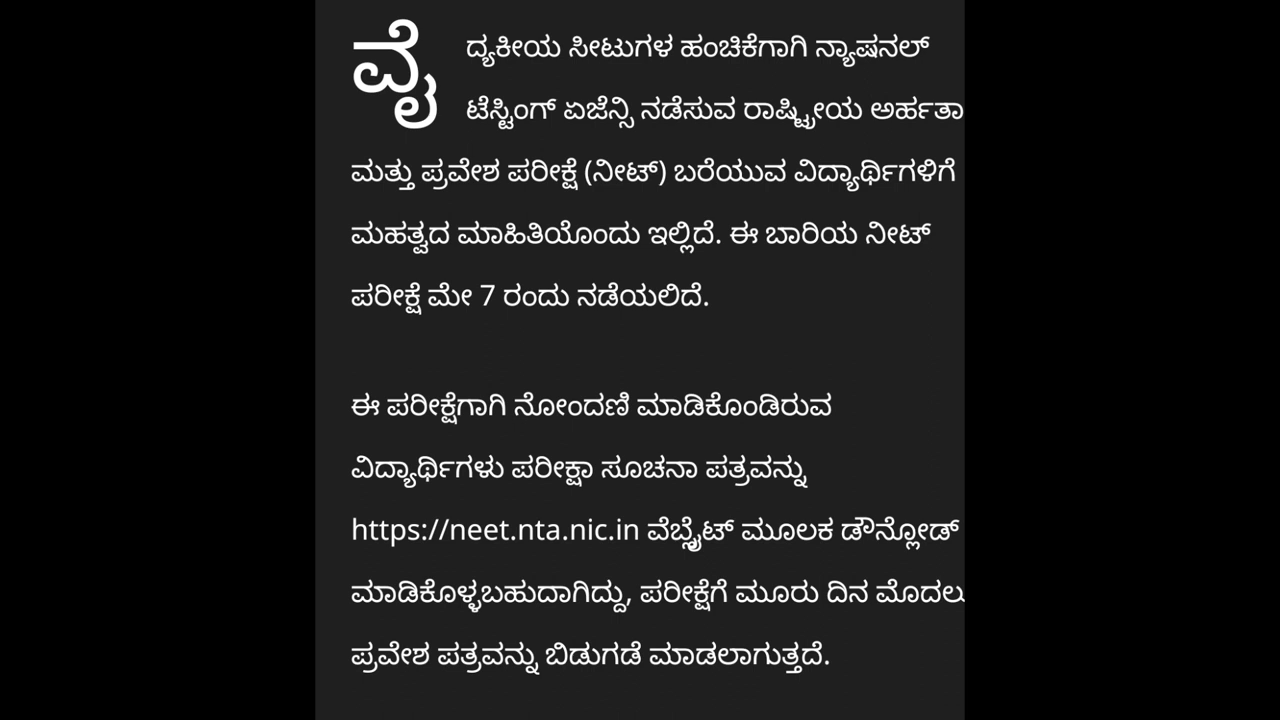 ವೈದ್ಯಕೀಯ ಸೀಟುಗಳ ಹಂಚಿಕೆಗಾಗಿ ನ್ಯಾಷನಲ್
ಟೆಸ್ಟಿಂಗ್ ಏಜೆನ್ಸಿ ನಡೆಸುವ ರಾಷ್ಟ್ರೀಯ ಅರ್ಹತಾ
ಮತ್ತು ಪ್ರವೇಶ ಪರೀಕ್ಷೆ (ನೀಟ್) ಬರೆಯುವ ವಿದ್ಯಾರ್ಥಿಗಳಿಗೆ
ಮಹತ್ವದ ಮಾಹಿತಿಯೊಂದು ಇಲ್ಲಿದೆ. ಈ ಬಾರಿಯ ನೀಟ್
ಪರೀಕ್ಷೆ ಮೇ 7 ರಂದು ನಡೆಯಲಿದೆ.
ಈ ಪರೀಕ್ಷೆಗಾಗಿ ನೋಂದಣಿ ಮಾಡಿಕೊಂಡಿರುವ
ವಿದ್ಯಾರ್ಥಿಗಳು ಪರೀಕ್ಷಾ ಸೂಚನಾ ಪತ್ರವನ್ನು
https://neet.nta.nic.in ವೆಬ್ಸೈಟ್ ಮೂಲಕ ಡೌನ್ಲೋಡ್
ಮಾಡಿಕೊಳ್ಳಬಹುದಾಗಿದ್ದು, ಪರೀಕ್ಷೆಗೆ ಮೂರು ದಿನ ಮೊದಲು
ಪ್ರವೇಶ ಪತ್ರವನ್ನು ಬಿಡುಗಡೆ ಮಾಡಲಾಗುತ್ತದೆ.